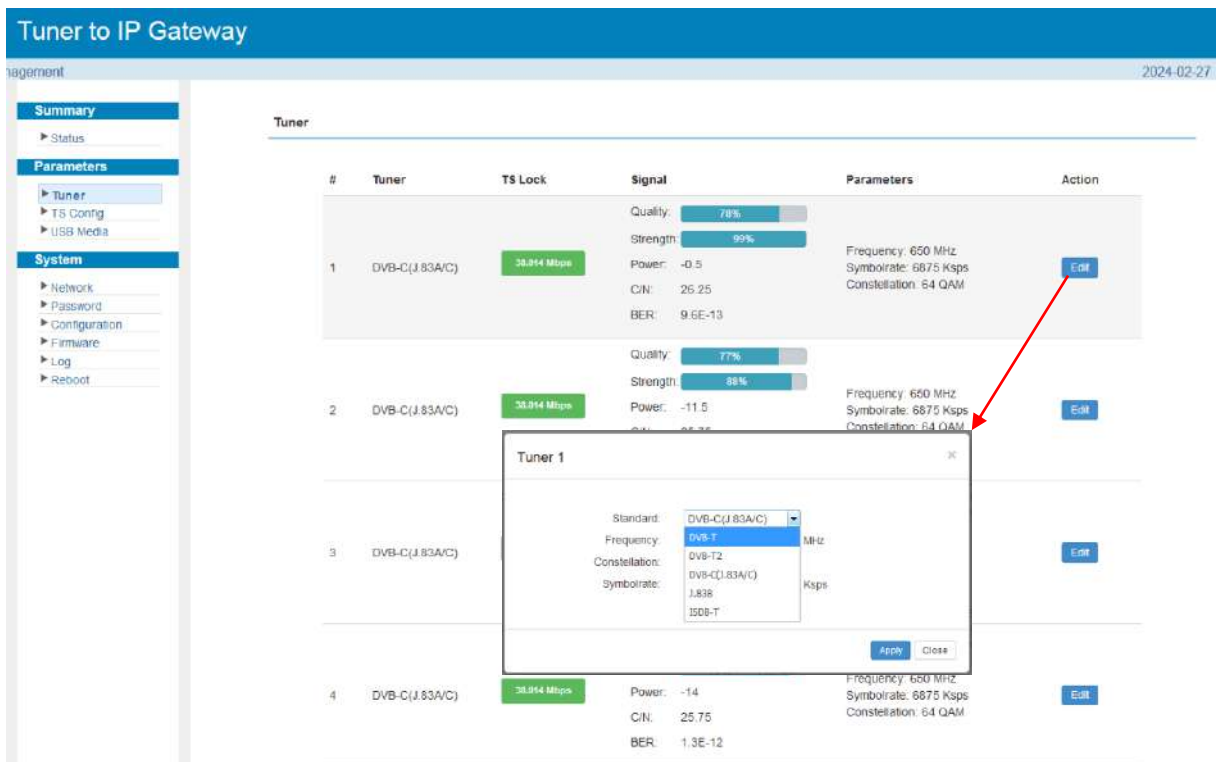 Tuner to IP Gateway
nagement
2024-02-27
Summary
Status
Parameters
Tuner
TS Config
USB Media
System
Network
Password
Configuration
Firmware
Log
Reboot
Tuner
# Tuner TS Lock Signal Parameters Action
Quality: 78%
Strength: 99%
1 DVB-C(J.83A/C) 38.014 Mbps Power: -0.5 Frequency: 650 MHz Edit
Symbolrate: 6875 Ksps
C/N: 26.25 Constellation: 64 QAM
BER: 9.6E-13
Quality: 77%
Strength: 88%
2 DVB-C(J.83A/C) 38.014 Mbps Power: -11.5 Frequency: 650 MHz Edit
Symbolrate: 6875 Ksps
Constellation: 64 QAM
Tuner 1
×
Standard: DVB-C(J.83A/C)
Frequency: MHz
Constellation:
Symbolrate: Ksps
DVB-T
DVB-T2
DVB-C(J.83A/C)
J.83B
ISDB-T
Apply Close
3 DVB-C(J.83A/C) Edit
4 DVB-C(J.83A/C) 38.014 Mbps Power: -14 Frequency: 650 MHz Edit
Symbolrate: 6875 Ksps
C/N: 25.75 Constellation: 64 QAM
BER: 1.3E-12